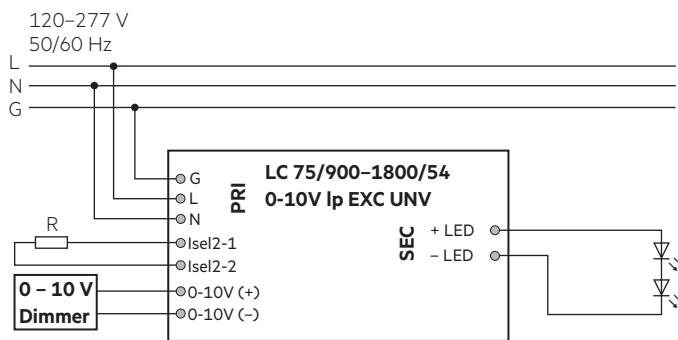 120–277 V
50/60 Hz
L
N
G
LC 75/900–1800/54
0-10V lp EXC UNV
PRI
G
L
N
R
Isel2-1
Isel2-2
0 – 10 V
Dimmer
0-10V (+)
0-10V (–)
SEC
+ LED
– LED